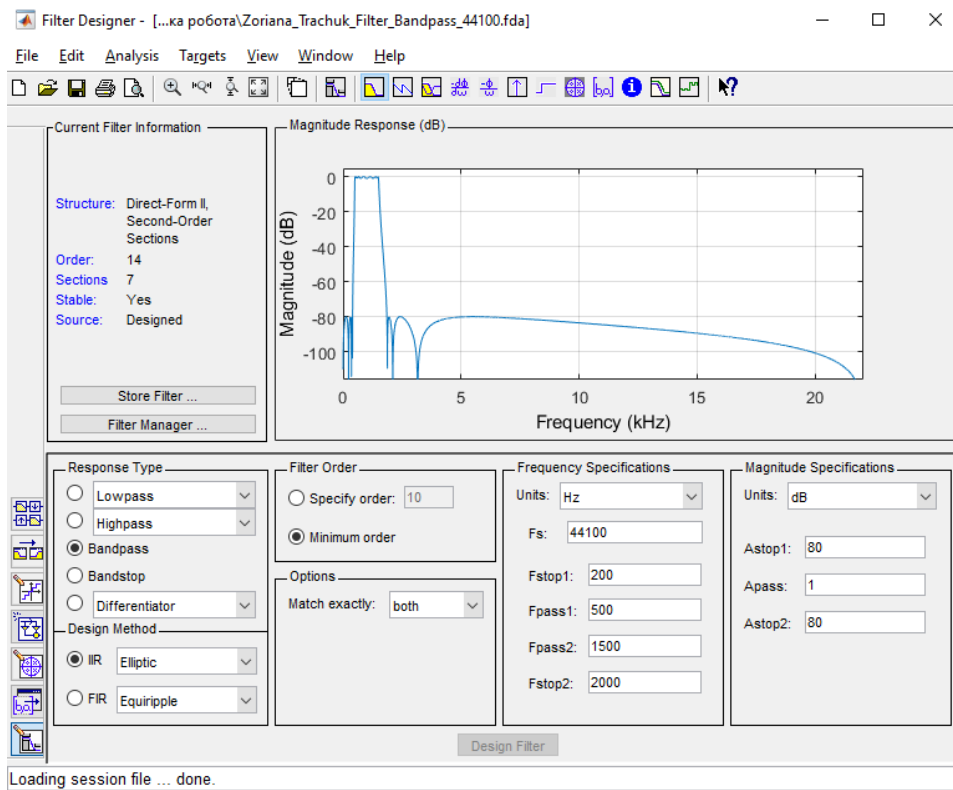 Filter Designer - [...ка робота\Zoriana_Trachuk_Filter_Bandpass_44100.fda]
File Edit Analysis Targets View Window Help
Current Filter Information
Structure: Direct-Form II,
Second-Order
Sections
Order: 14
Sections 7
Stable: Yes
Source: Designed
Store Filter ...
Filter Manager ...
Magnitude Response (dB)
Magnitude (dB)
0
-20
-40
-60
-80
-100
0 5 10 15 20
Frequency (kHz)
Response Type
Lowpass
Highpass
Bandpass
Bandstop
Differentiator
Design Method
IIR Elliptic
FIR Equiripple
Filter Order
Specify order: 10
Minimum order
Options
Match exactly: both
Frequency Specifications
Units: Hz
Fs: 44100
Fstop1: 200
Fpass1: 500
Fpass2: 1500
Fstop2: 2000
Magnitude Specifications
Units: dB
Astop1: 80
Apass: 1
Astop2: 80
Design Filter
Loading session file ... done.